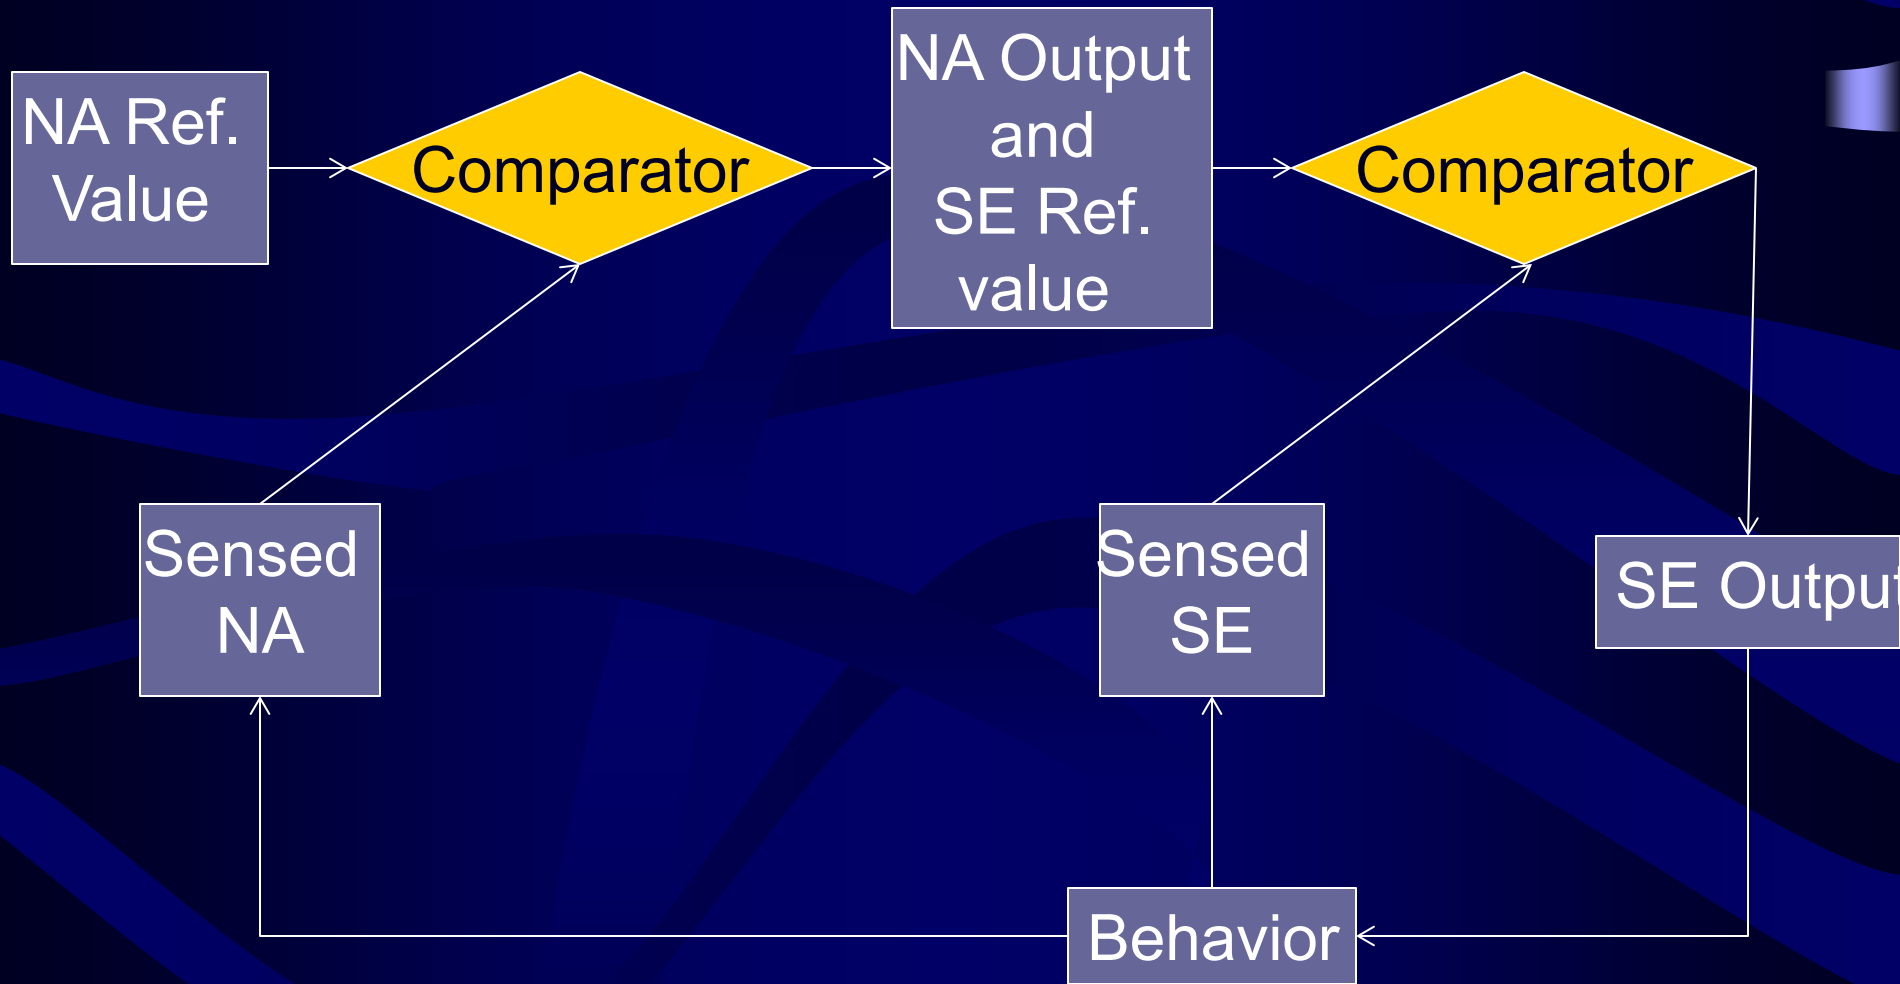 NA Ref.
Value
Comparator
NA Output
and
SE Ref.
value
Comparator
Sensed
NA
Sensed
SE
SE Output
Behavior